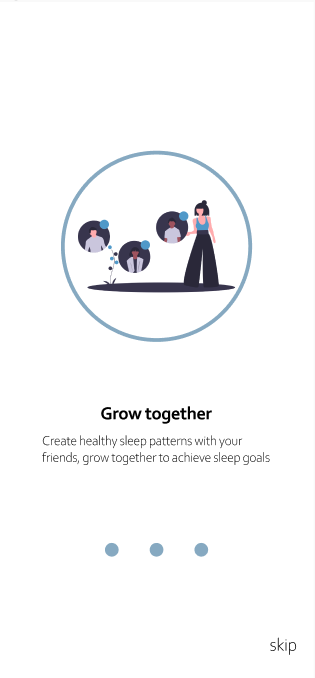 Grow together
Create healthy sleep patterns with your
friends, grow together to achieve sleep goals
skip